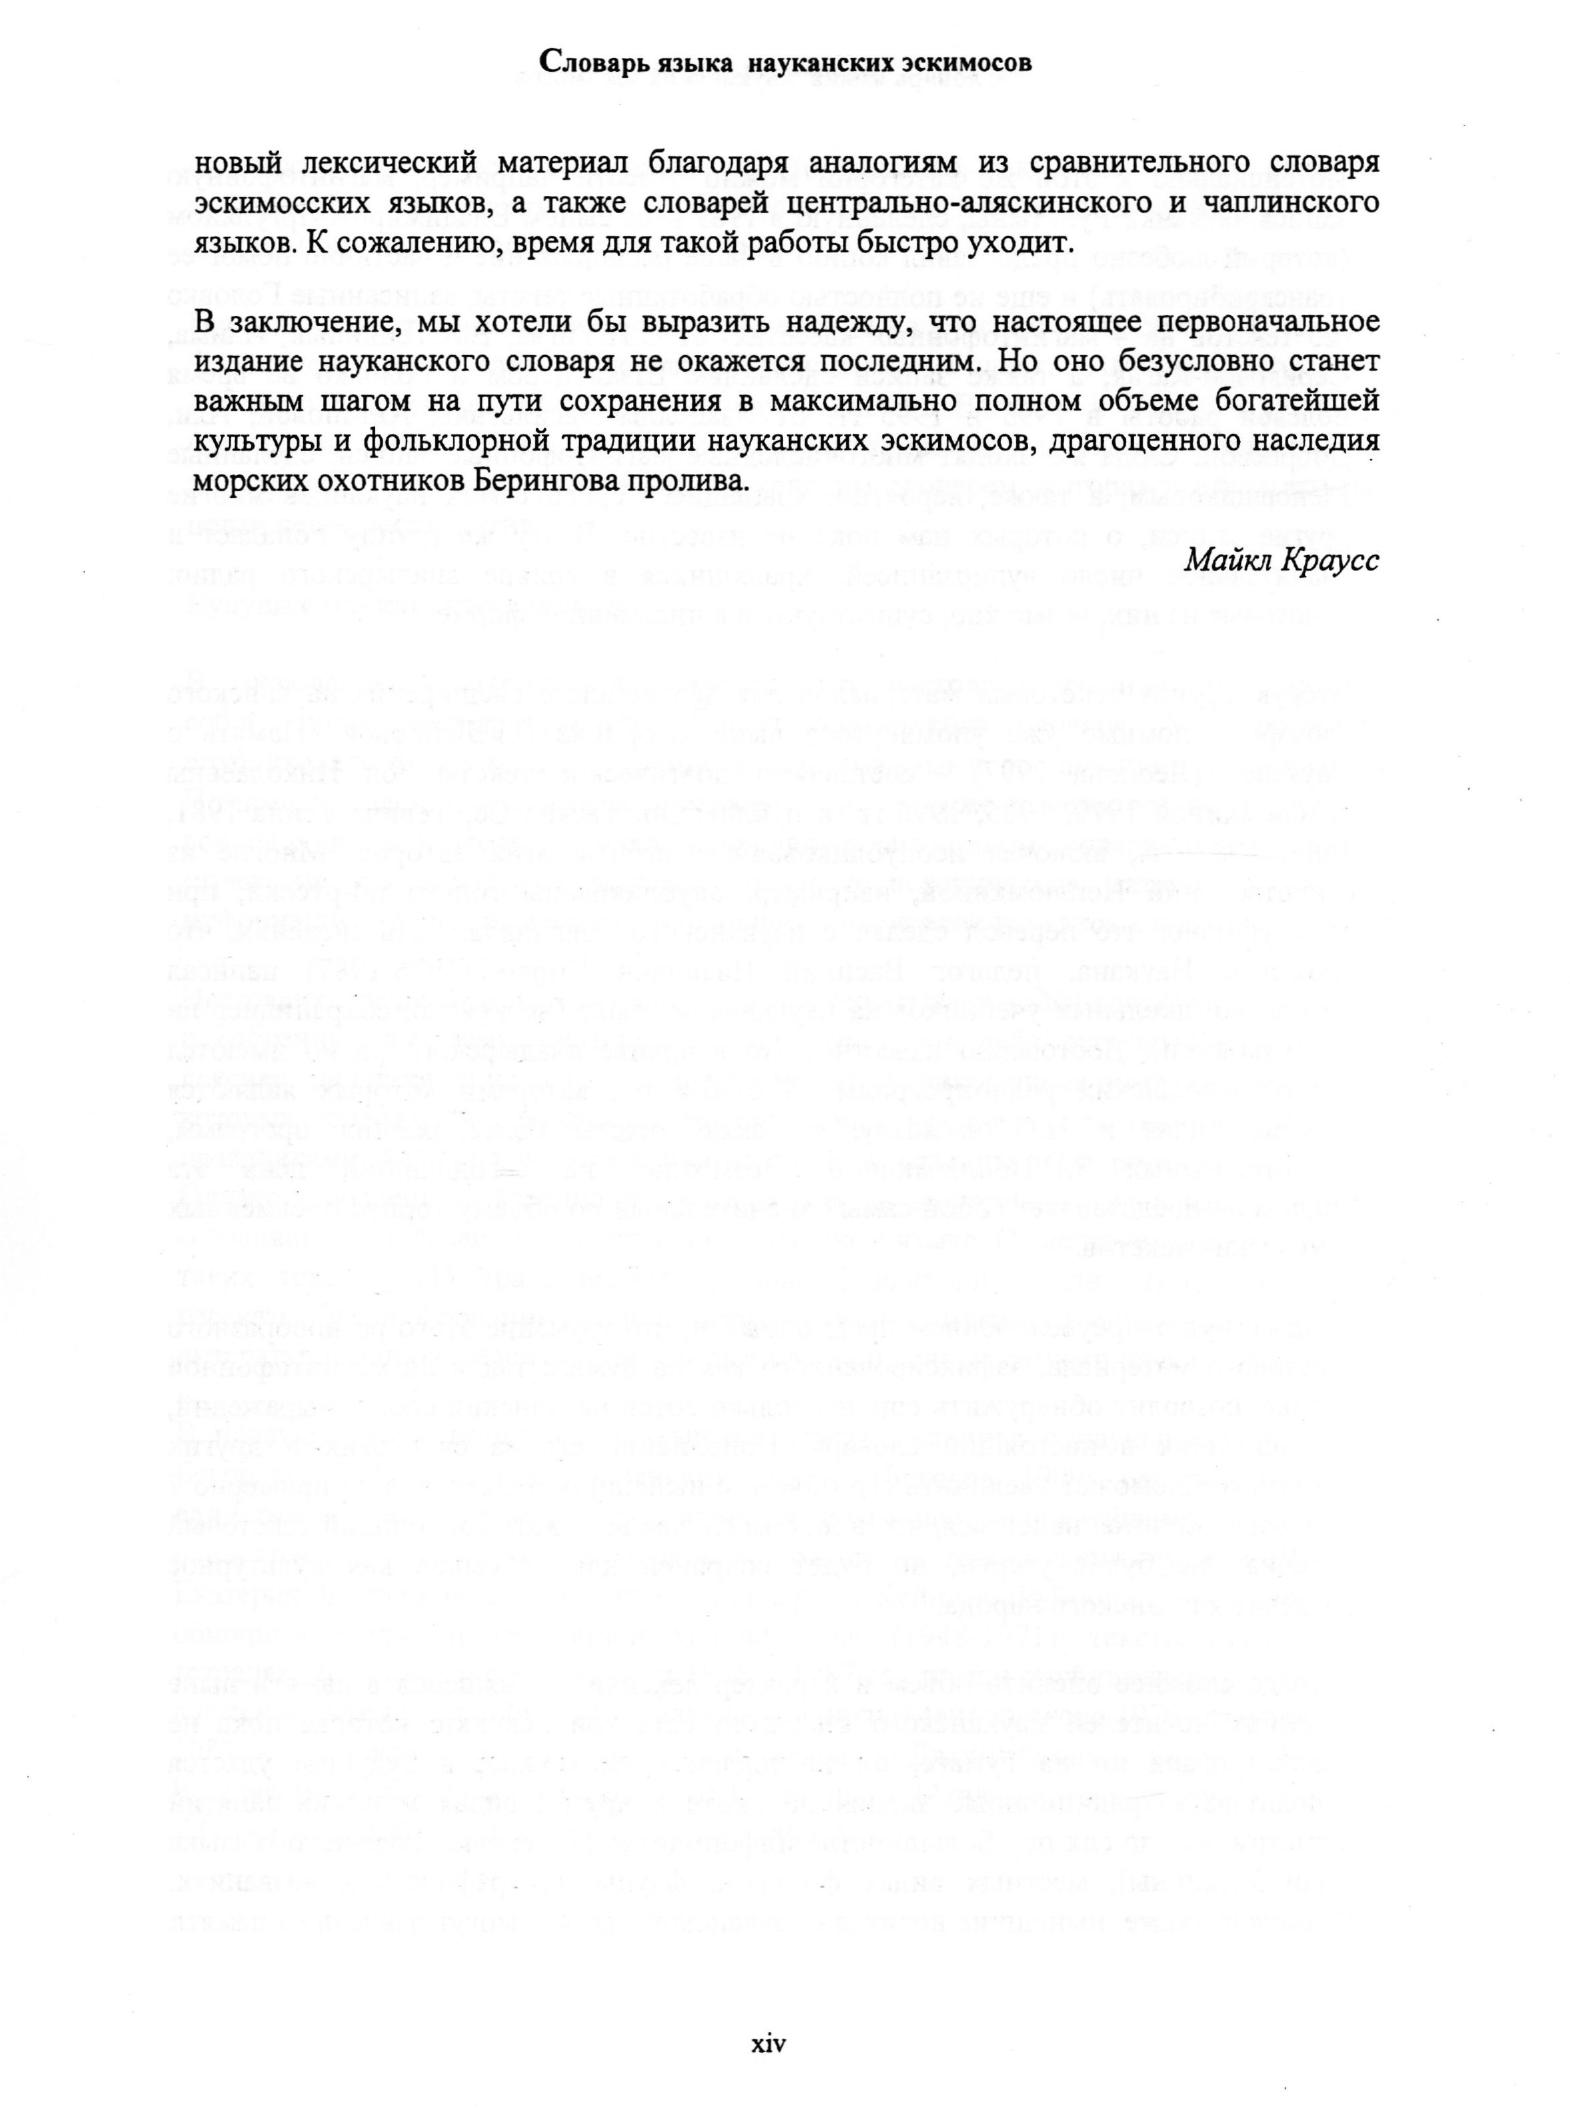 Словарь языка науканских эскимосов
новый лексический материал благодаря аналогиям из сравнительного словаря
эскимосских языков, а также словарей центрально-аляскинского и чаплинского
языков. К сожалению, время для такой работы быстро уходит.
В заключение, мы хотели бы выразить надежду, что настоящее первоначальное
издание науканского словаря не окажется последним. Но оно безусловно станет
важным шагом на пути сохранения в максимально полном объеме богатейшей
культуры и фольклорной традиции науканских эскимосов, драгоценного наследия
морских охотников Берингова пролива.
Майкл Краусс
xiv